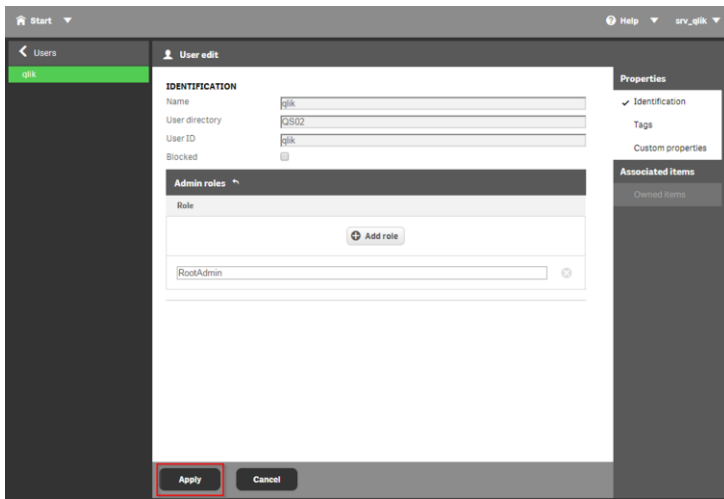 Start
Help
srv_qlik
Users
User edit
qlik
IDENTIFICATION
Name
qlik
User directory
QS02
User ID
qlik
Blocked
Admin roles
Role
Add role
RootAdmin
Apply
Cancel
Properties
Identification
Tags
Custom properties
Associated items
Owned items